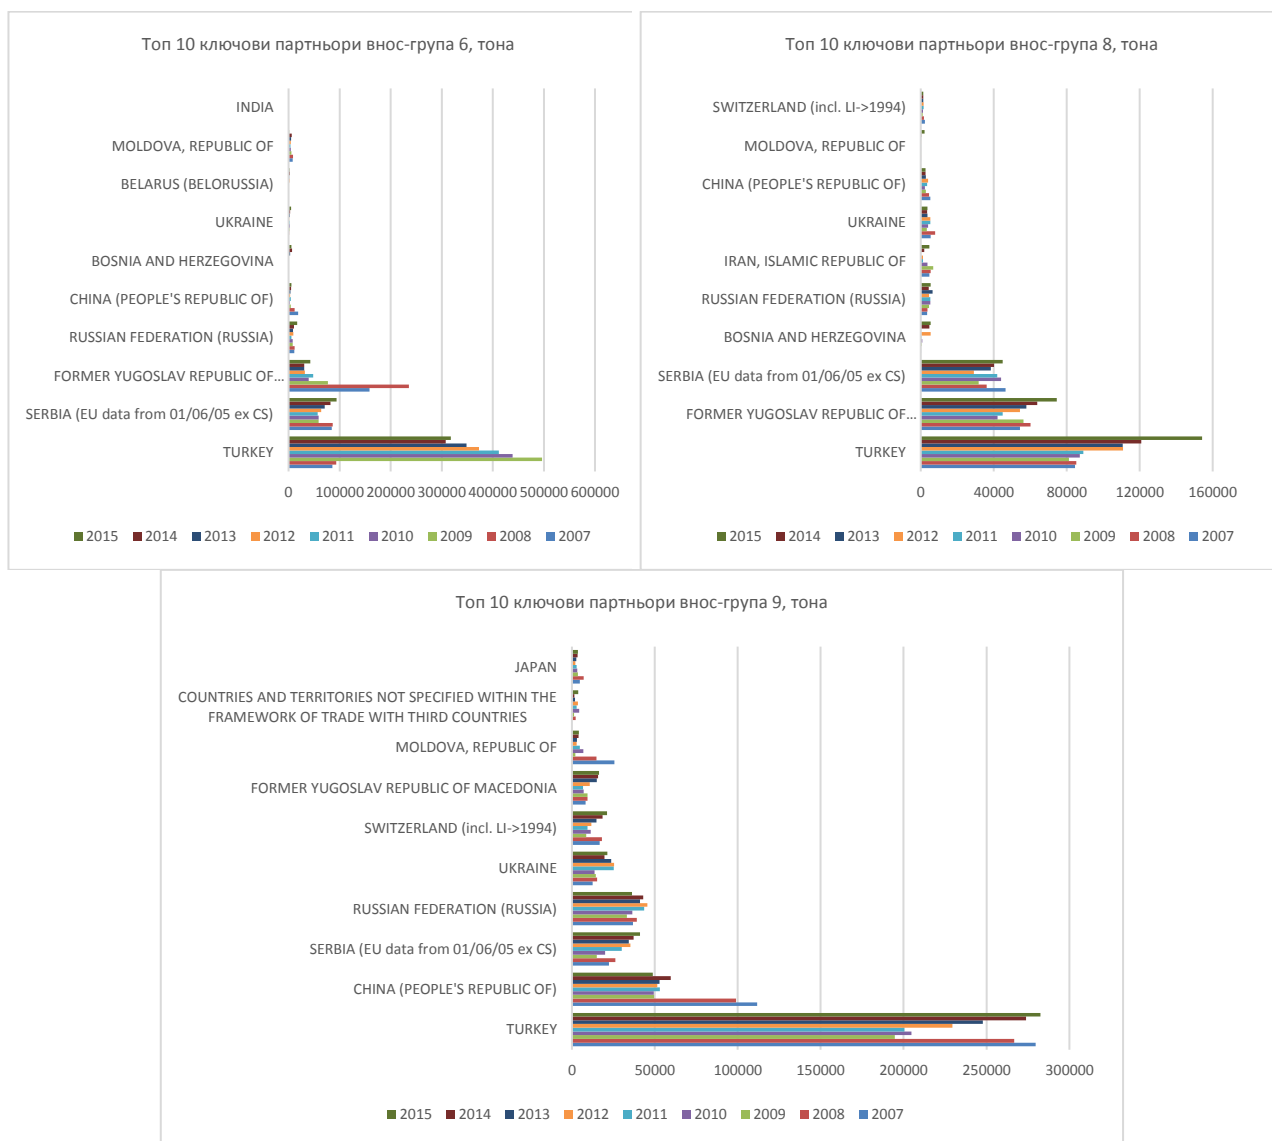 Топ 10 ключови партньори внос-група 6, тона
INDIA
MOLDOVA, REPUBLIC OF
BELARUS (BELORUSSIA)
UKRAINE
BOSNIA AND HERZEGOVINA
CHINA (PEOPLE'S REPUBLIC OF)
RUSSIAN FEDERATION (RUSSIA)
FORMER YUGOSLAV REPUBLIC OF...
SERBIA (EU data from 01/06/05 ex CS)
TURKEY
0 100000 200000 300000 400000 500000 600000
2015 2014 2013 2012 2011 2010 2009 2008 2007
Топ 10 ключови партньори внос-група 8, тона
SWITZERLAND (incl. LI->1994)
MOLDOVA, REPUBLIC OF
CHINA (PEOPLE'S REPUBLIC OF)
UKRAINE
IRAN, ISLAMIC REPUBLIC OF
RUSSIAN FEDERATION (RUSSIA)
BOSNIA AND HERZEGOVINA
SERBIA (EU data from 01/06/05 ex CS)
FORMER YUGOSLAV REPUBLIC OF...
TURKEY
0 40000 80000 120000 160000
2015 2014 2013 2012 2011 2010 2009 2008 2007
Топ 10 ключови партньори внос-група 9, тона
JAPAN
COUNTRIES AND TERRITORIES NOT SPECIFIED WITHIN THE
FRAMEWORK OF TRADE WITH THIRD COUNTRIES
MOLDOVA, REPUBLIC OF
FORMER YUGOSLAV REPUBLIC OF MACEDONIA
SWITZERLAND (incl. LI->1994)
UKRAINE
RUSSIAN FEDERATION (RUSSIA)
SERBIA (EU data from 01/06/05 ex CS)
CHINA (PEOPLE'S REPUBLIC OF)
TURKEY
0 50000 100000 150000 200000 250000 300000
2015 2014 2013 2012 2011 2010 2009 2008 2007